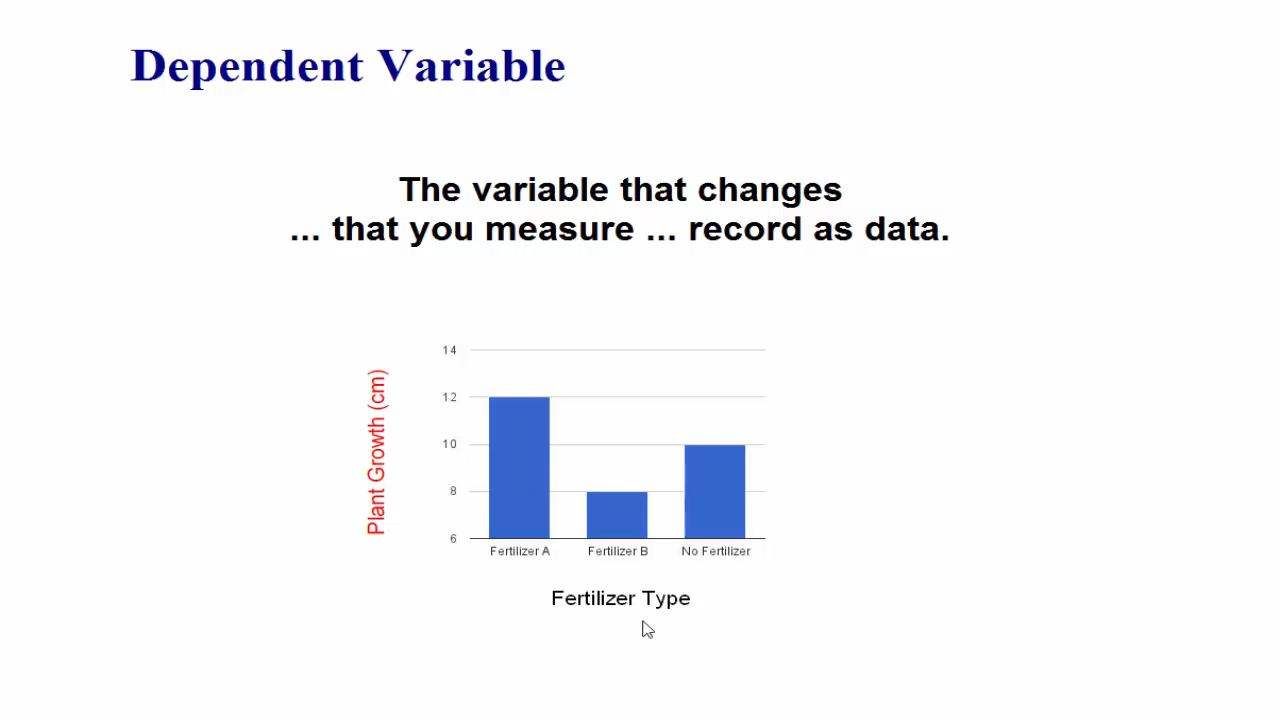 Dependent Variable
The variable that changes
... that you measure ... record as data.
14
12
10
8
6
Plant Growth (cm)
Fertilizer A Fertilizer B No Fertilizer
Fertilizer Type